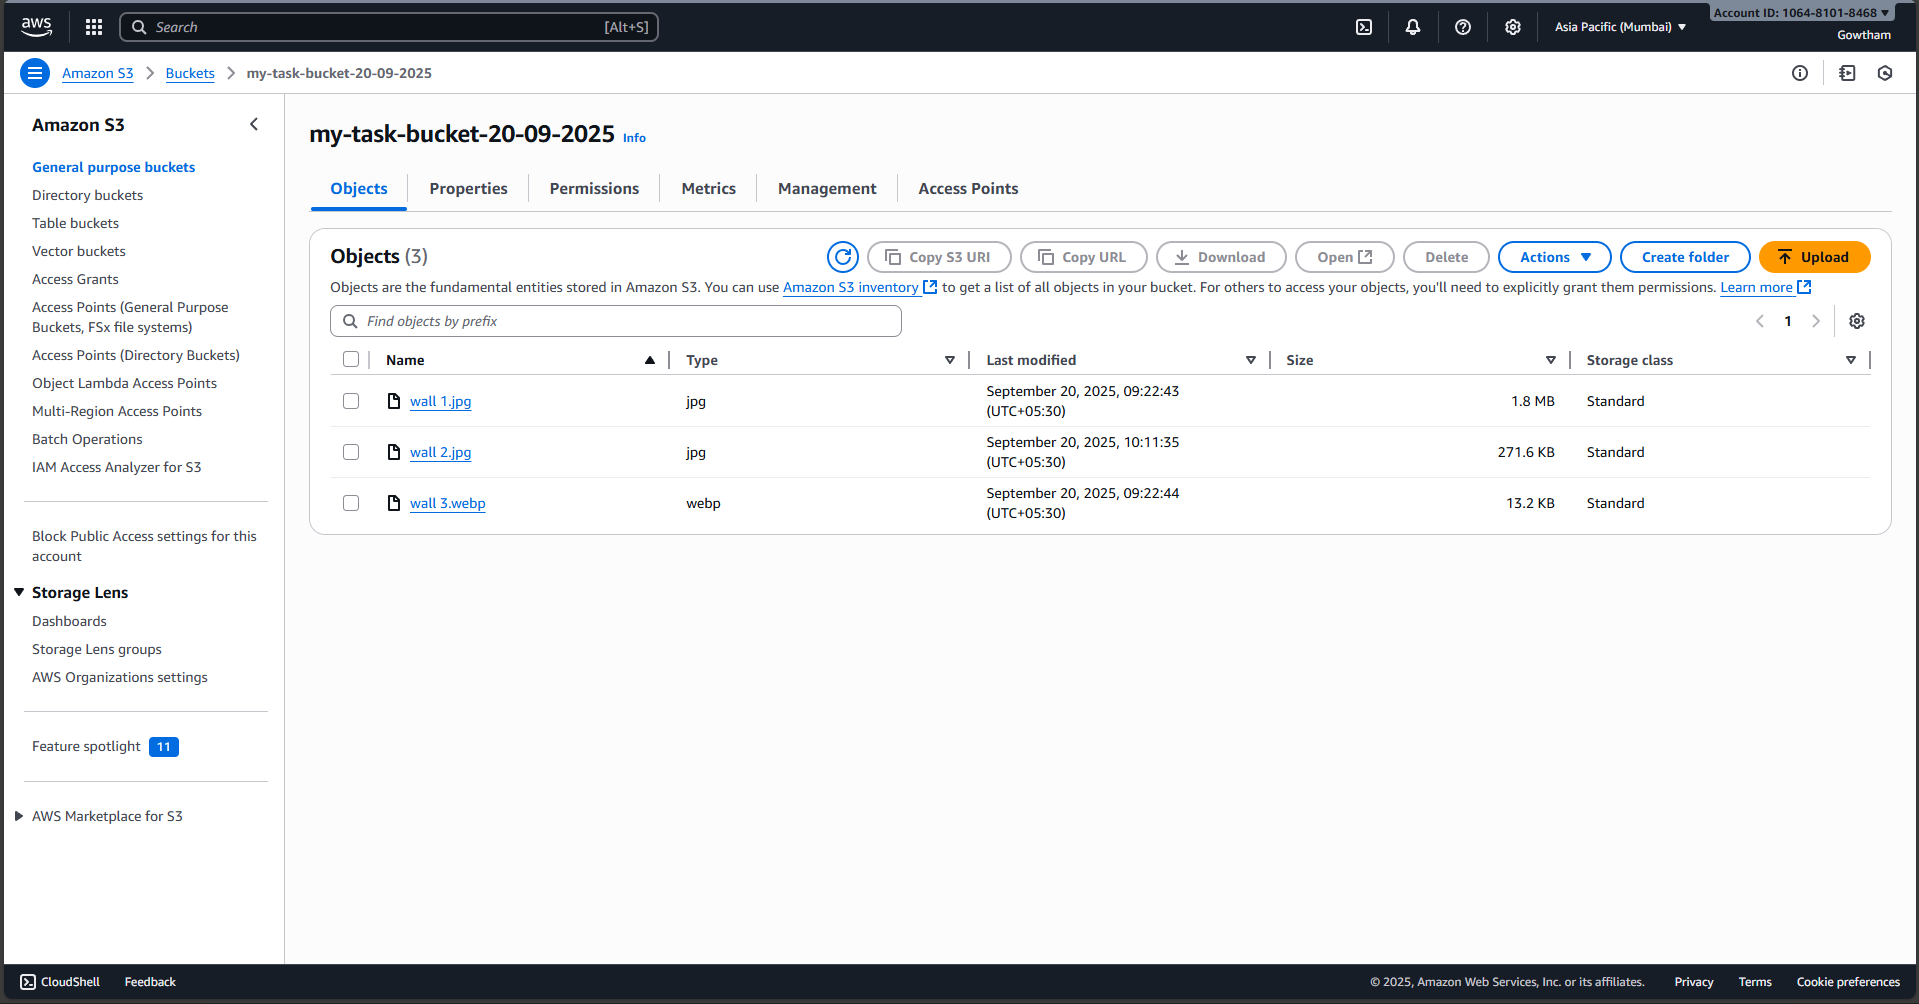 aws
Search [Alt+S]
Asia Pacific (Mumbai)
Account ID: 1064-8101-8468
Gowtham
Amazon S3 > Buckets > my-task-bucket-20-09-2025
Amazon S3
General purpose buckets
Directory buckets
Table buckets
Vector buckets
Access Grants
Access Points (General Purpose
Buckets, FSx file systems)
Access Points (Directory Buckets)
Object Lambda Access Points
Multi-Region Access Points
Batch Operations
IAM Access Analyzer for S3
Block Public Access settings for this
account
Storage Lens
Dashboards
Storage Lens groups
AWS Organizations settings
Feature spotlight 11
AWS Marketplace for S3
my-task-bucket-20-09-2025 Info
Objects Properties Permissions Metrics Management Access Points
Objects (3) Copy S3 URI Copy URL Download Open Delete Actions Create folder Upload
Objects are the fundamental entities stored in Amazon S3. You can use Amazon S3 inventory to get a list of all objects in your bucket. For others to access your objects, you'll need to explicitly grant them permissions. Learn more
Find objects by prefix 1
Name Type Last modified Size Storage class
wall 1.jpg jpg September 20, 2025, 09:22:43 (UTC+05:30) 1.8 MB Standard
wall 2.jpg jpg September 20, 2025, 10:11:35 (UTC+05:30) 271.6 KB Standard
wall 3.webp webp September 20, 2025, 09:22:44 (UTC+05:30) 13.2 KB Standard
CloudShell Feedback © 2025, Amazon Web Services, Inc. or its affiliates. Privacy Terms Cookie preferences